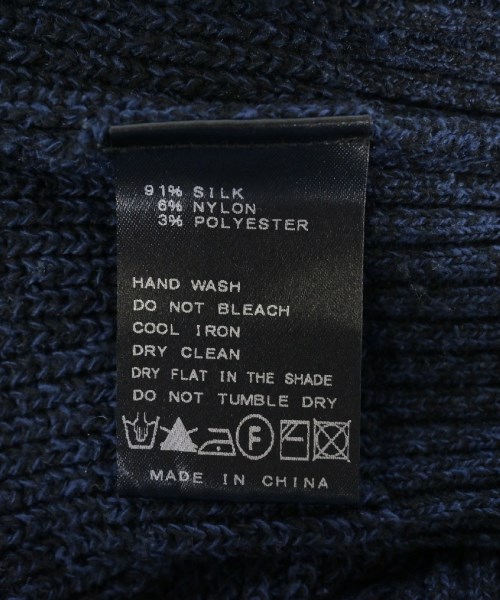 91% SILK
6% NYLON
3% POLYESTER
HAND WASH
DO NOT BLEACH
COOL IRON
DRY CLEAN
DRY FLAT IN THE SHADE
DO NOT TUMBLE DRY
F
MADE IN CHINA